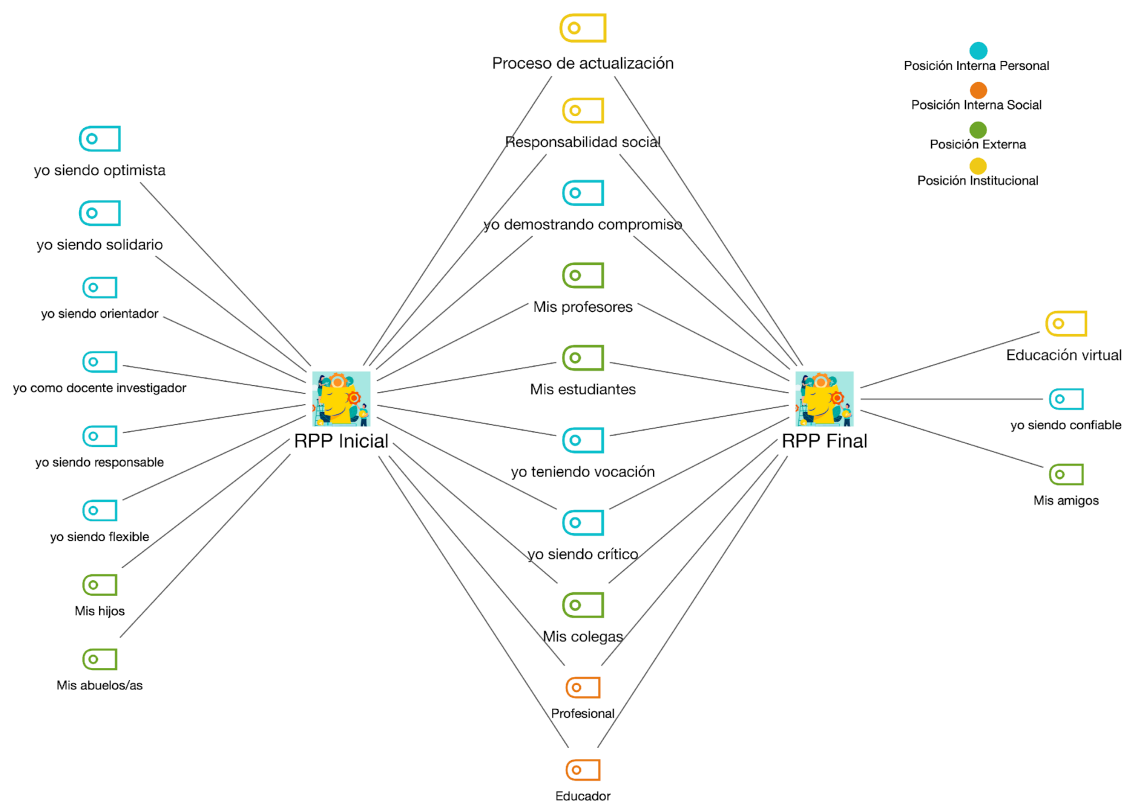 Proceso de actualización
Responsabilidad social
yo demostrando compromiso
Mis profesores
Mis estudiantes
yo teniendo vocación
yo siendo crítico
Mis colegas
Profesional
Educador
yo siendo optimista
yo siendo solidario
yo siendo orientador
yo como docente investigador
yo siendo responsable
yo siendo flexible
Mis hijos
Mis abuelos/as
RPP Inicial
RPP Final
Posición Interna Personal
Posición Interna Social
Posición Externa
Posición Institucional
Educación virtual
yo siendo confiable
Mis amigos